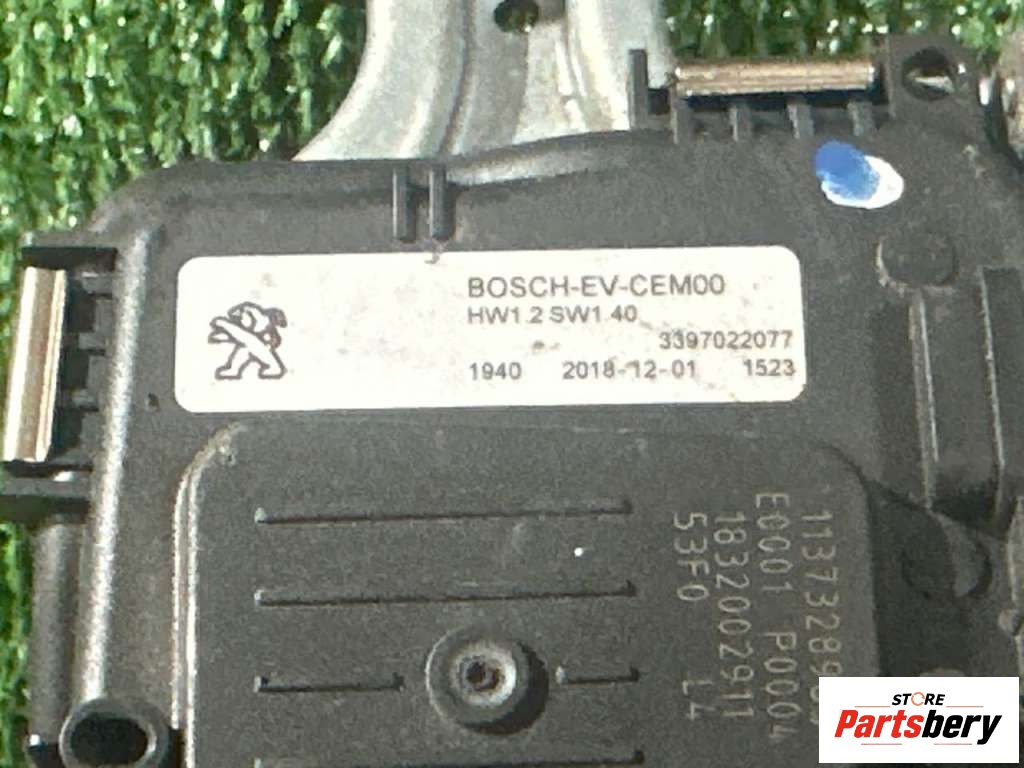 BOSCH-EV-CEM00
HW1.2 SW1.40
3397022077
1940 2018-12-01 1523
E0001 P0004
1832002911
53F0 L4
STORE
Partsbery